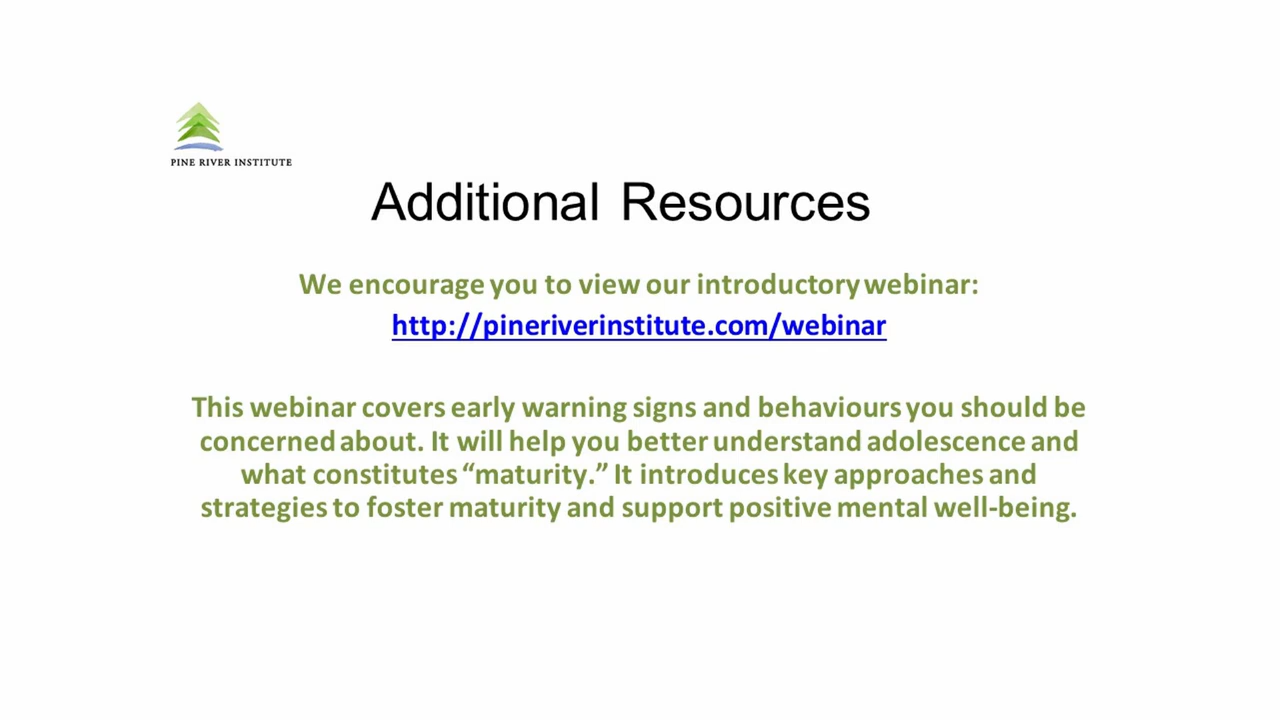 PINE RIVER INSTITUTE
Additional Resources
We encourage you to view our introductory webinar:
http://pineriverinstitute.com/webinar
This webinar covers early warning signs and behaviours you should be
concerned about. It will help you better understand adolescence and
what constitutes “maturity.” It introduces key approaches and
strategies to foster maturity and support positive mental well-being.